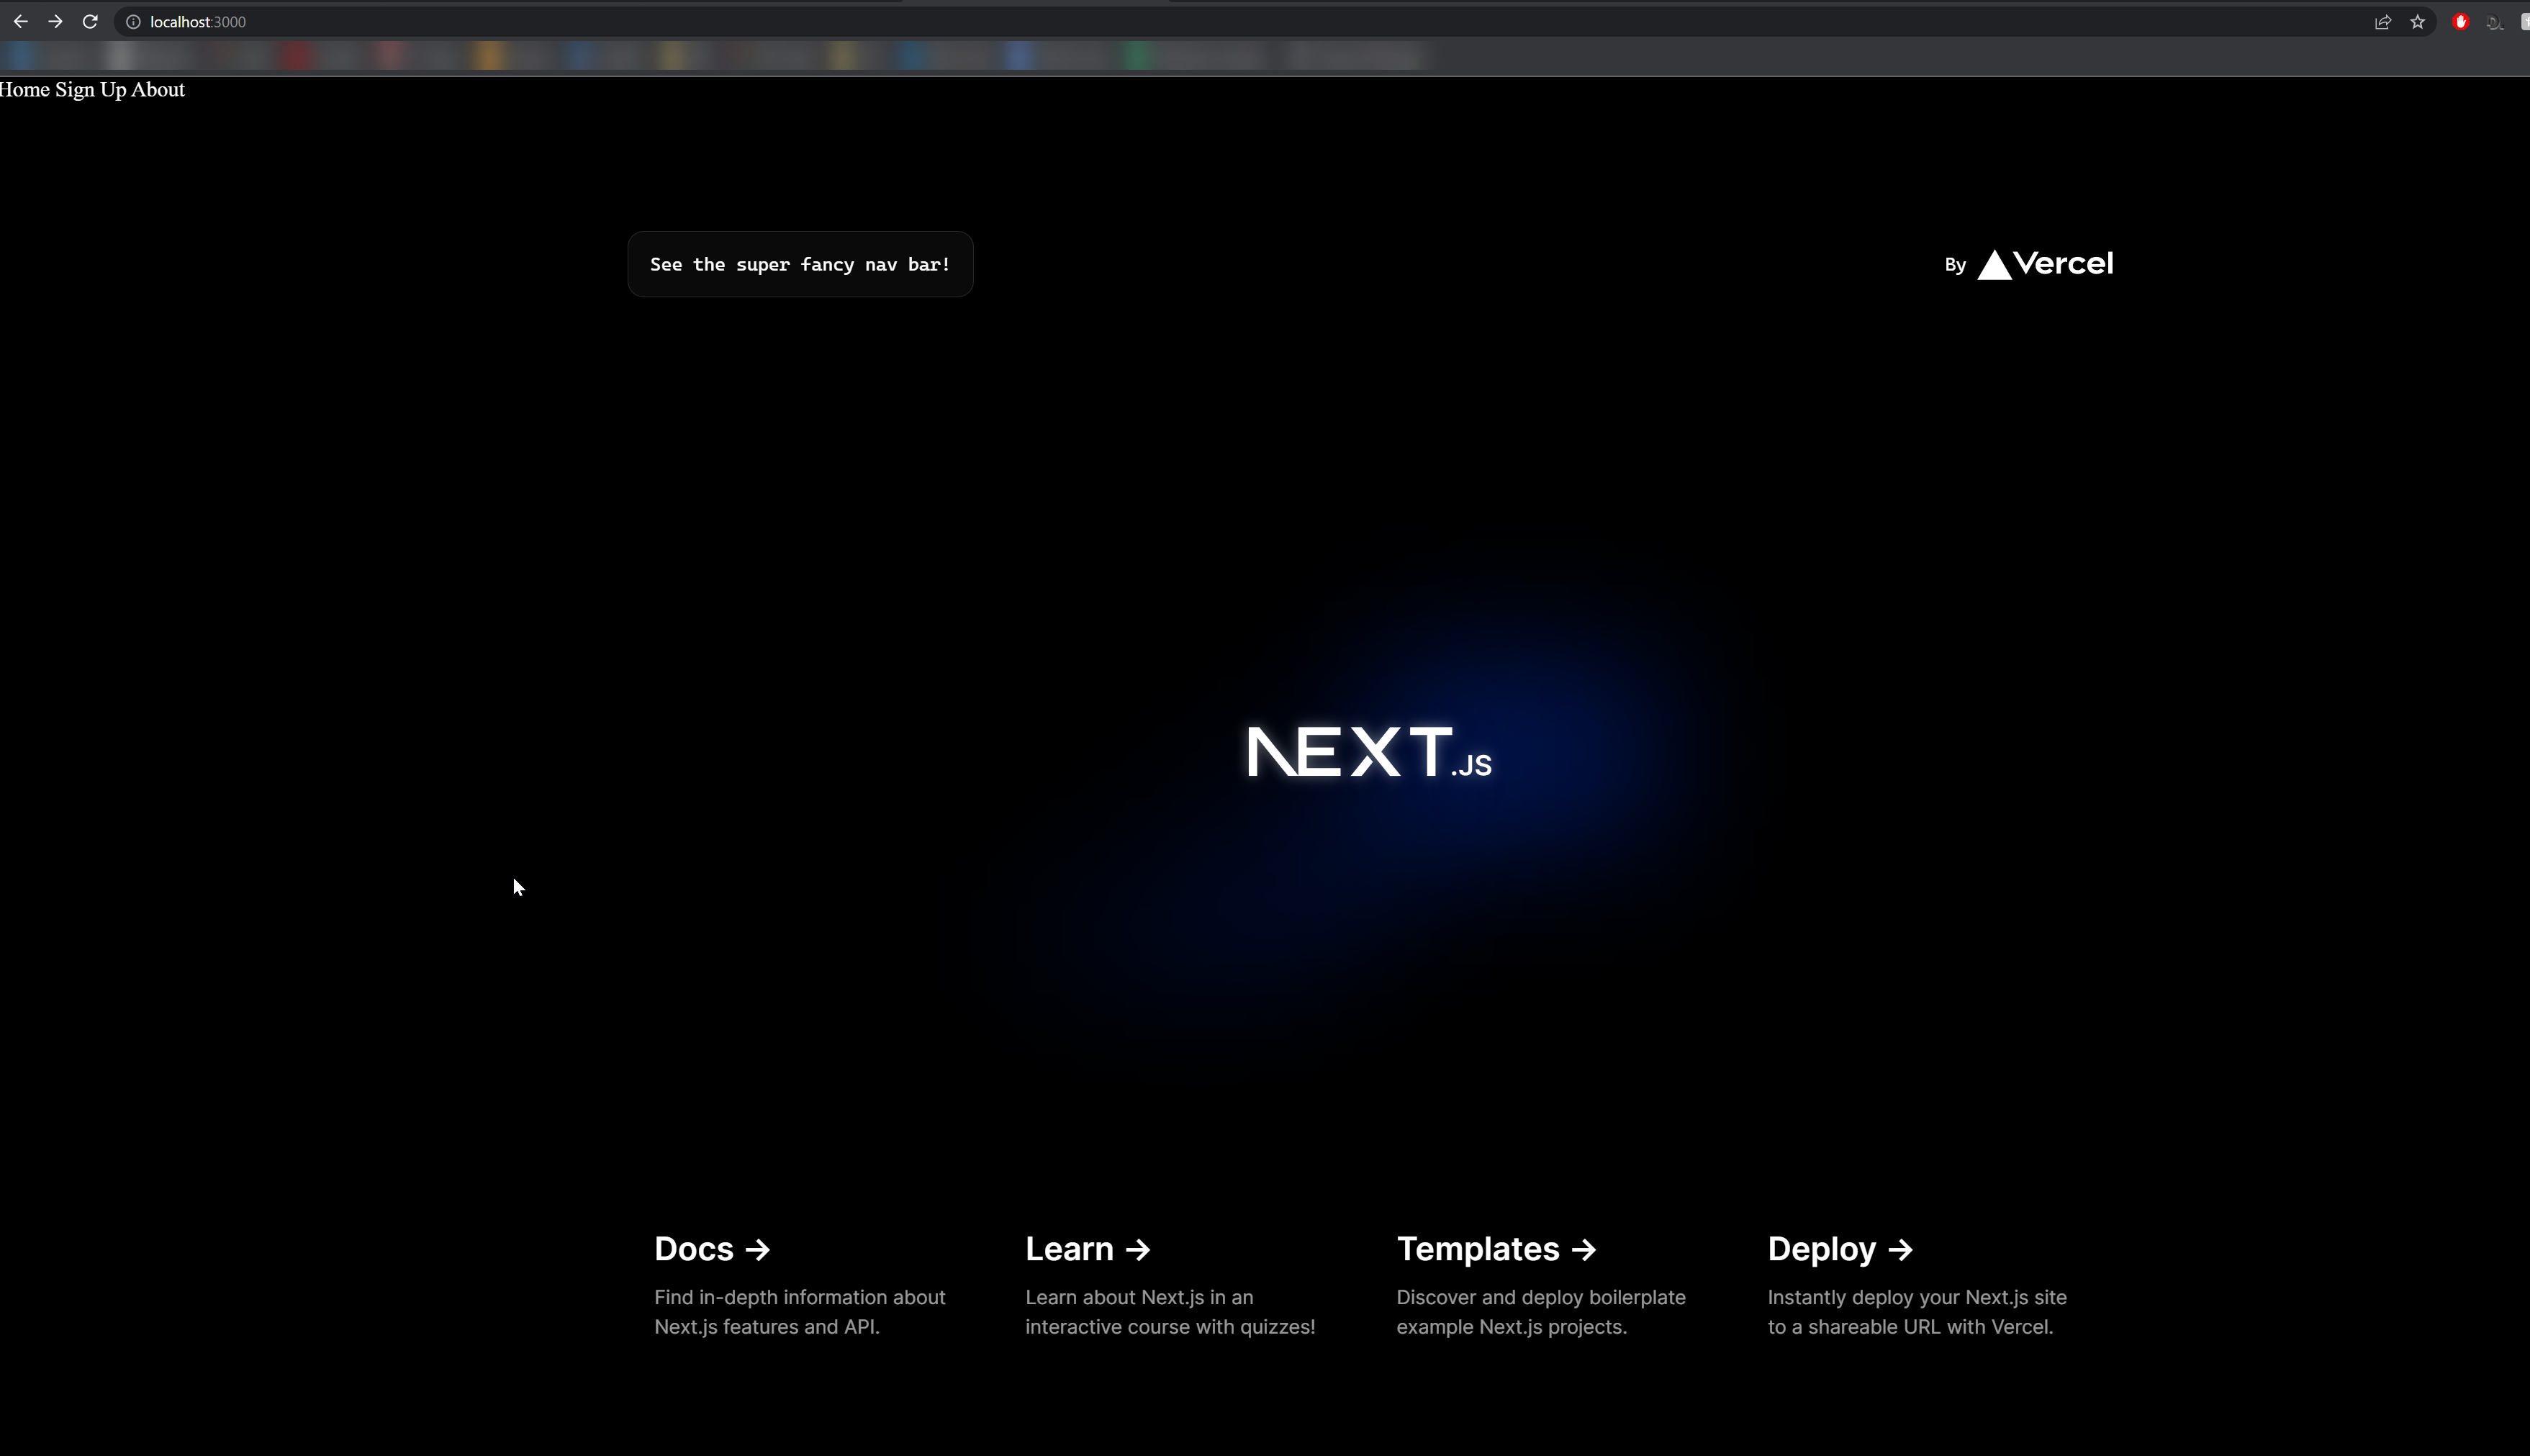 localhost:3000
Home Sign Up About
See the super fancy nav bar!
By Vercel
NEXT.JS
Docs →
Find in-depth information about
Next.js features and API.
Learn →
Learn about Next.js in an
interactive course with quizzes!
Templates →
Discover and deploy boilerplate
example Next.js projects.
Deploy →
Instantly deploy your Next.js site
to a shareable URL with Vercel.